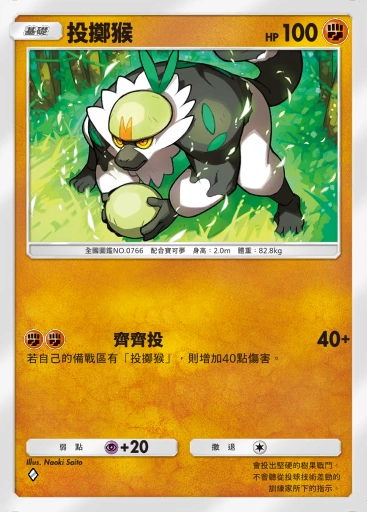 基礎 投擲猴 HP 100
全國圖鑑NO.0766 配合寶可夢 身高：2.0m 體重：82.8kg
齊齊投 40+
若自己的備戰區有「投擲猴」，則增加40點傷害。
弱點 +20 撤退
Illus. Naoki Saito
會投出堅硬的樹果戰鬥。
不會聽從投球技術差勁的
訓練家所下的指示。